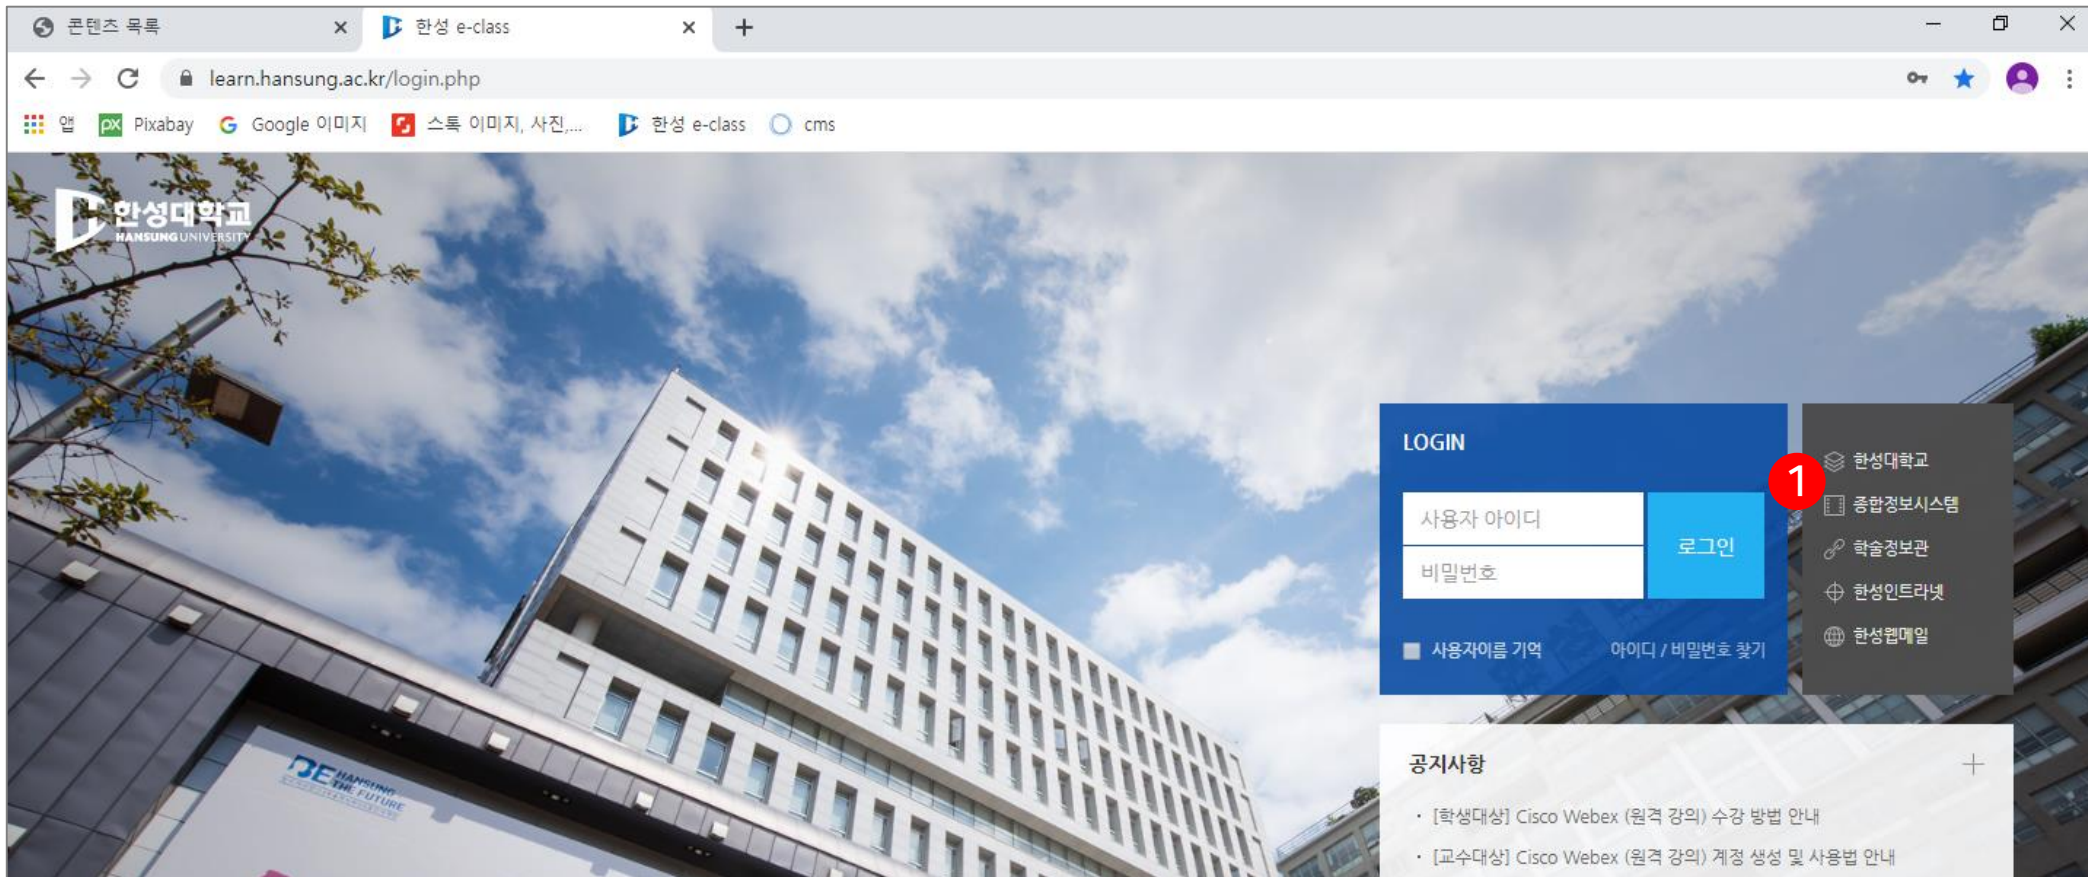 콘텐츠 목록
한성 e-class
learn.hansung.ac.kr/login.php
앱
px Pixabay
G Google 이미지
스톡 이미지, 사진,...
한성 e-class
cms
한성대학교
HANSUNG UNIVERSITY
LOGIN
사용자 아이디
비밀번호
로그인
사용자이름 기억
아이디 / 비밀번호 찾기
1
한성대학교
종합정보시스템
학술정보관
한성인트라넷
한성웹메일
공지사항
• [학생대상] Cisco Webex (원격 강의) 수강 방법 안내
• [교수대상] Cisco Webex (원격 강의) 계정 생성 및 사용법 안내
BE HANSUNG
THE FUTURE